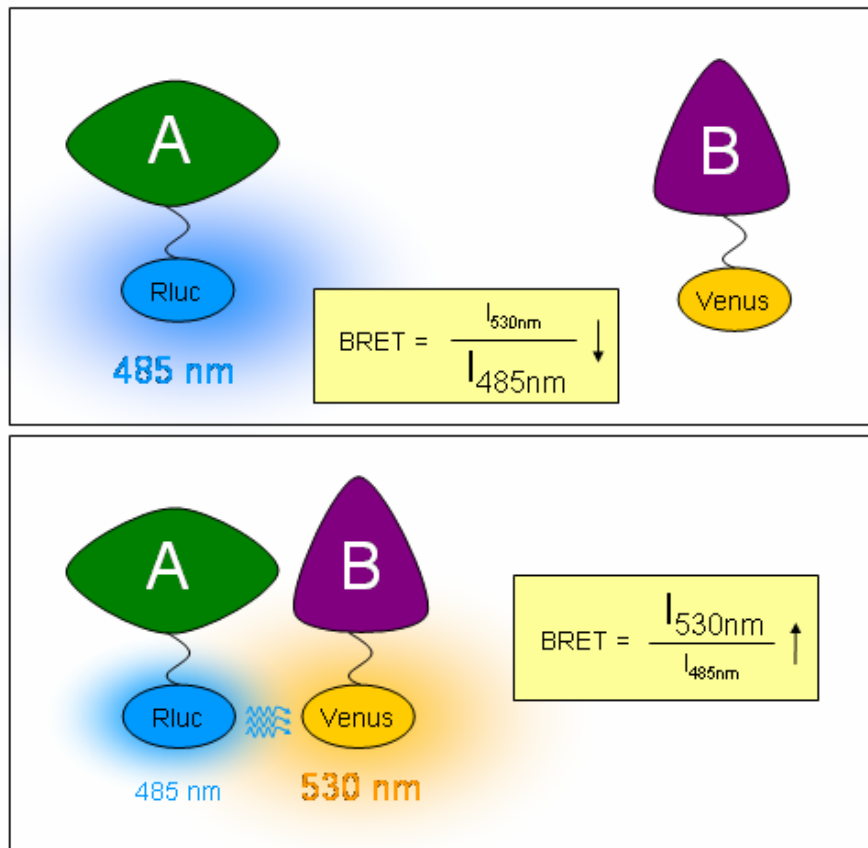 A
B
Rluc
Venus
485 nm
BRET = I530nm / I485nm ↓
A
B
Rluc
Venus
485 nm
530 nm
BRET = I530nm / I485nm ↑